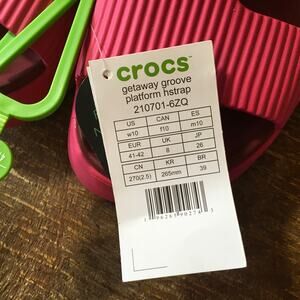 crocs™
getaway groove
platform hstrap
210701-6ZQ
US CAN ES
w10 f10 m10
EUR UK JP
41-42 8 26
CN KR BR
270(2.5) 265mm 39